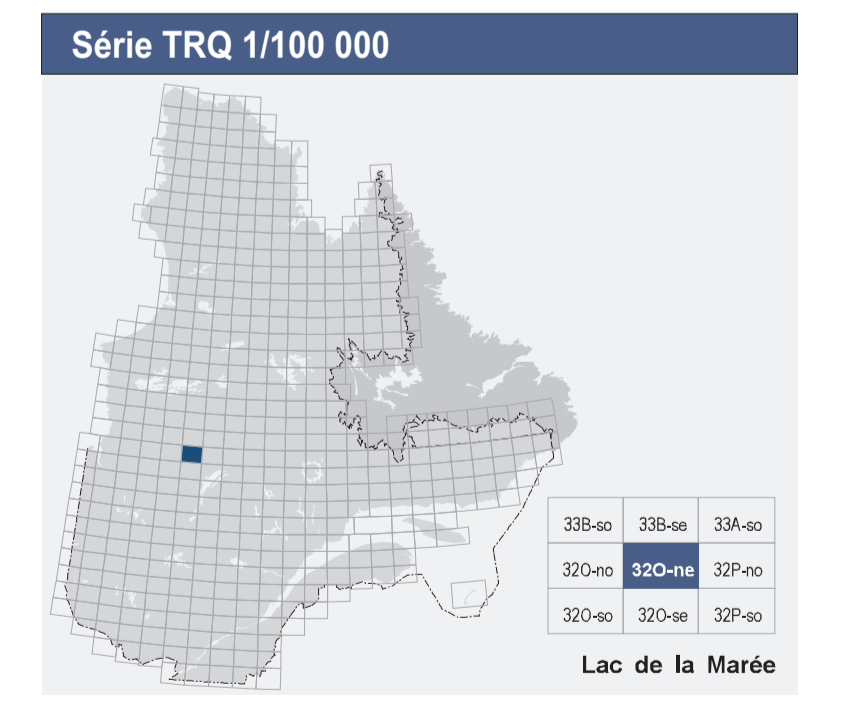 Série TRQ 1/100 000
33B-so 33B-se 33A-so
32O-no 32O-ne 32P-no
32O-so 32O-se 32P-so
Lac de la Marée